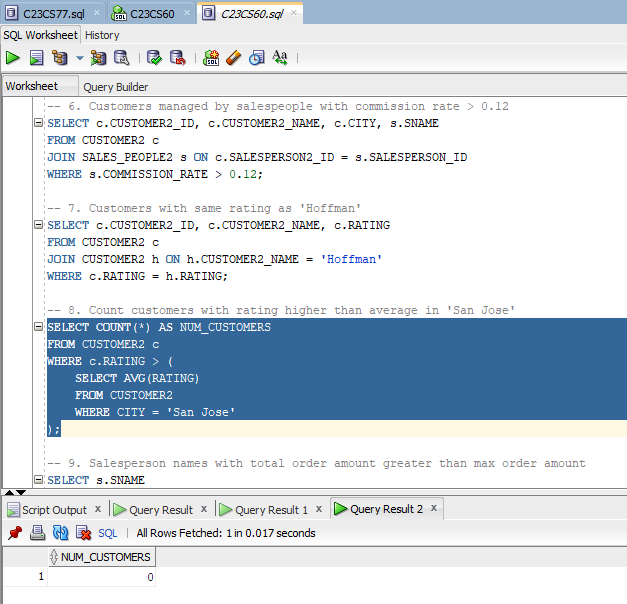 C23CS77.sql C23CS60 C23CS60.sql
SQL Worksheet History
Worksheet Query Builder
-- 6. Customers managed by salespeople with commission rate > 0.12
SELECT c.CUSTOMER2_ID, c.CUSTOMER2_NAME, c.CITY, s.SNAME
FROM CUSTOMER2 c
JOIN SALES_PEOPLE2 s ON c.SALESPERSON2_ID = s.SALESPERSON_ID
WHERE s.COMMISSION_RATE > 0.12;
-- 7. Customers with same rating as 'Hoffman'
SELECT c.CUSTOMER2_ID, c.CUSTOMER2_NAME, c.RATING
FROM CUSTOMER2 c
JOIN CUSTOMER2 h ON h.CUSTOMER2_NAME = 'Hoffman'
WHERE c.RATING = h.RATING;
-- 8. Count customers with rating higher than average in 'San Jose'
SELECT COUNT(*) AS NUM_CUSTOMERS
FROM CUSTOMER2 c
WHERE c.RATING > (
SELECT AVG(RATING)
FROM CUSTOMER2
WHERE CITY = 'San Jose'
);
-- 9. Salesperson names with total order amount greater than max order amount
SELECT s.SNAME
Script Output x Query Result x Query Result 1 x Query Result 2 x
SQL | All Rows Fetched: 1 in 0.017 seconds
NUM_CUSTOMERS
1 0